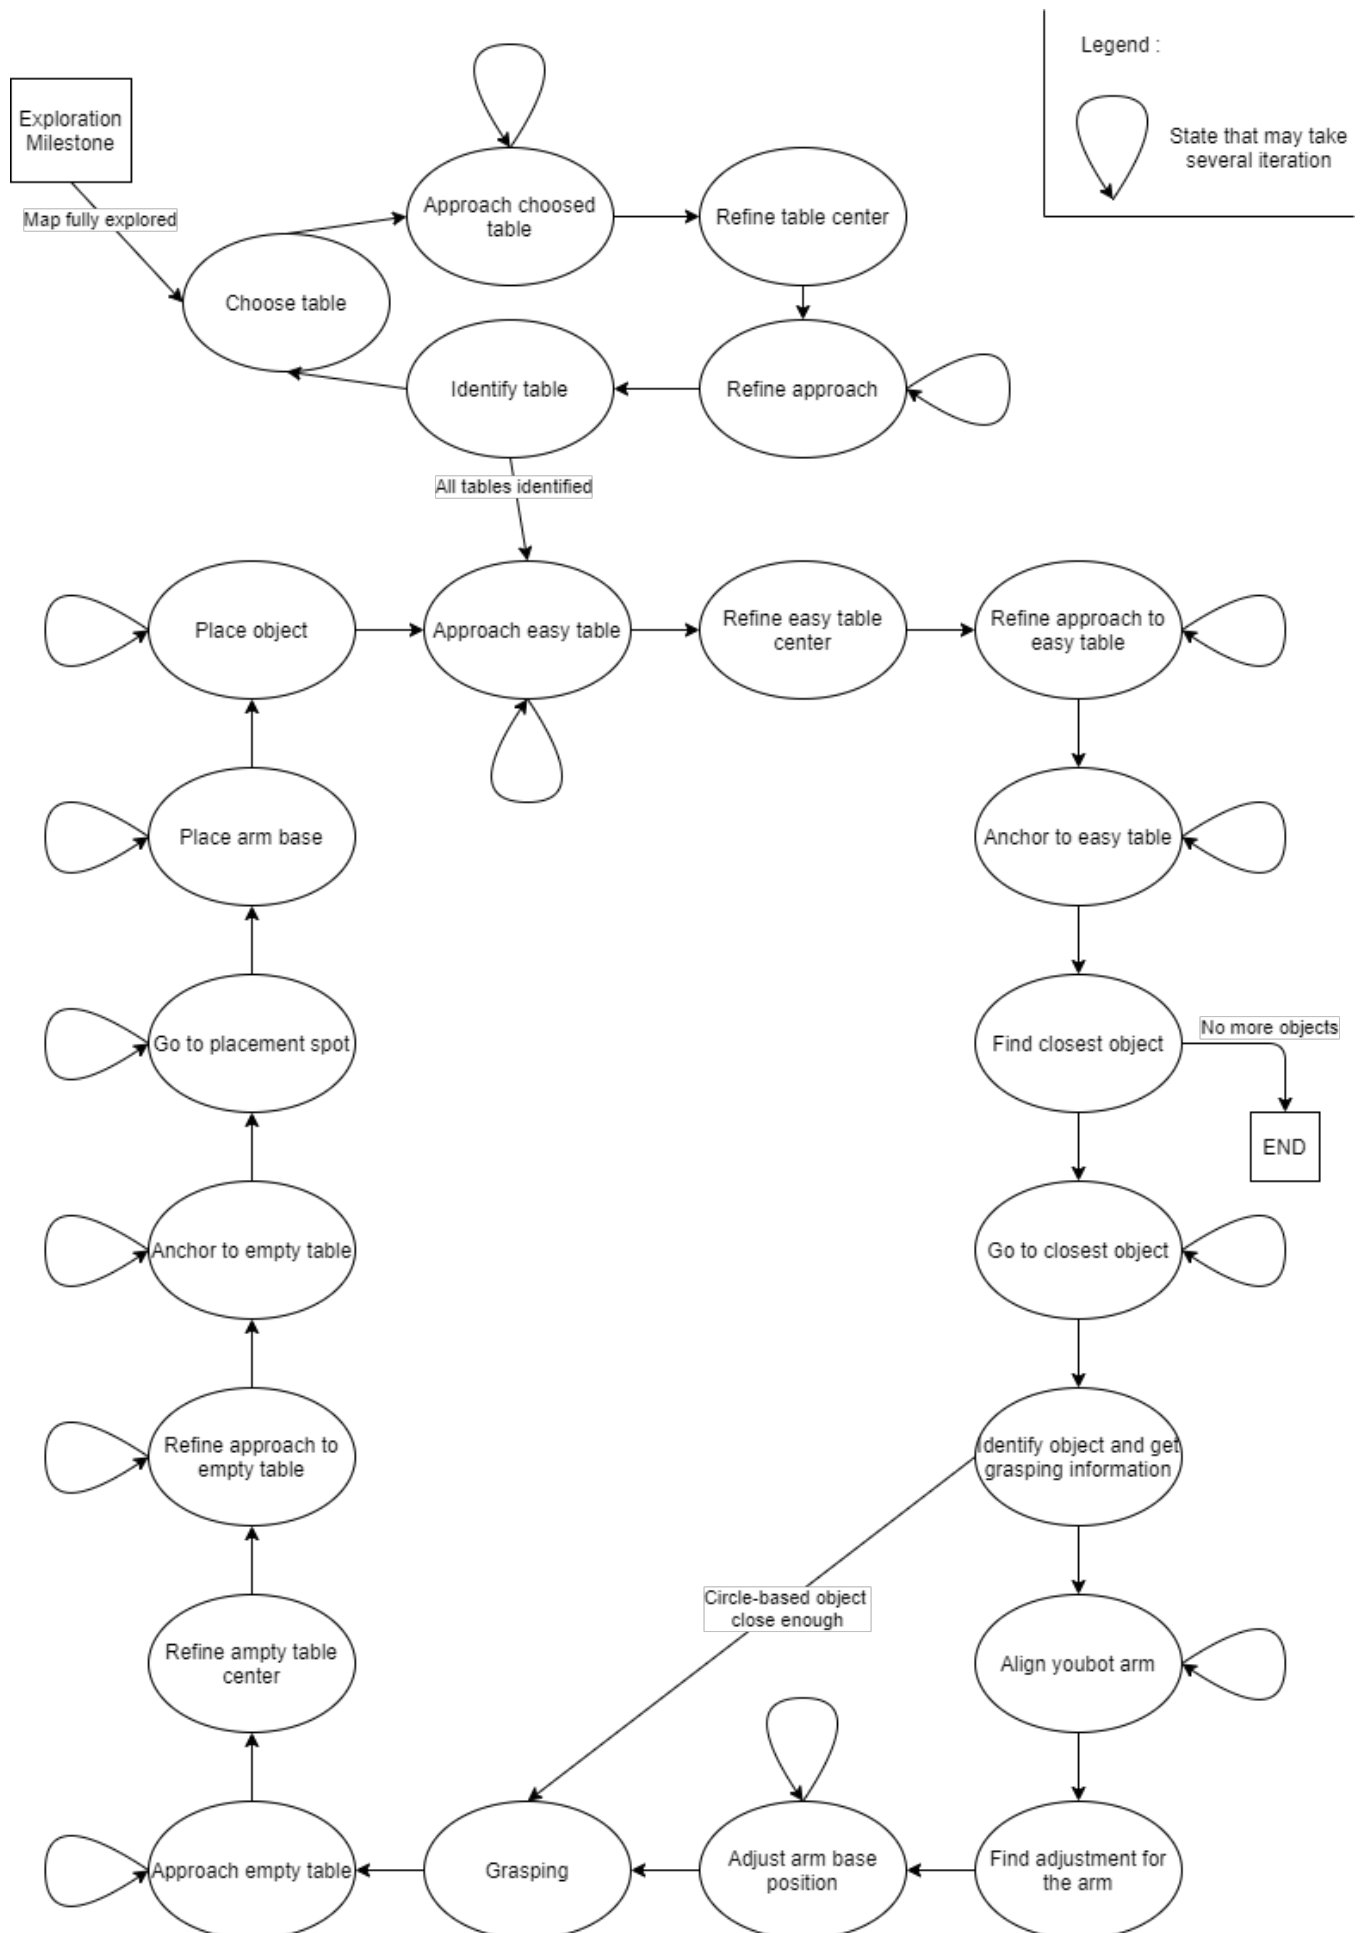 Legend :
State that may take
several iteration
Exploration
Milestone
Map fully explored
Approach choosed
table
Refine table center
Choose table
Identify table
Refine approach
All tables identified
Place object
Approach easy table
Refine easy table
center
Refine approach to
easy table
Place arm base
Anchor to easy table
Go to placement spot
Find closest object
No more objects
END
Anchor to empty table
Go to closest object
Refine approach to
empty table
Identify object and get
grasping information
Circle-based object
close enough
Refine ampty table
center
Align youbot arm
Approach empty table
Grasping
Adjust arm base
position
Find adjustment for
the arm